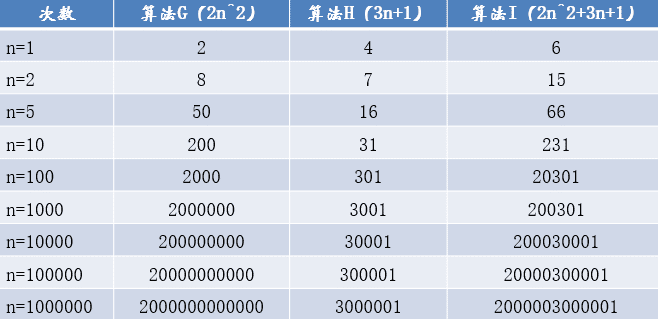 次数 算法G（2n^2） 算法H（3n+1） 算法I（2n^2+3n+1）
n=1 2 4 6
n=2 8 7 15
n=5 50 16 66
n=10 200 31 231
n=100 2000 301 20301
n=1000 2000000 3001 200301
n=10000 200000000 30001 200030001
n=100000 20000000000 300001 20000300001
n=1000000 2000000000000 3000001 2000003000001